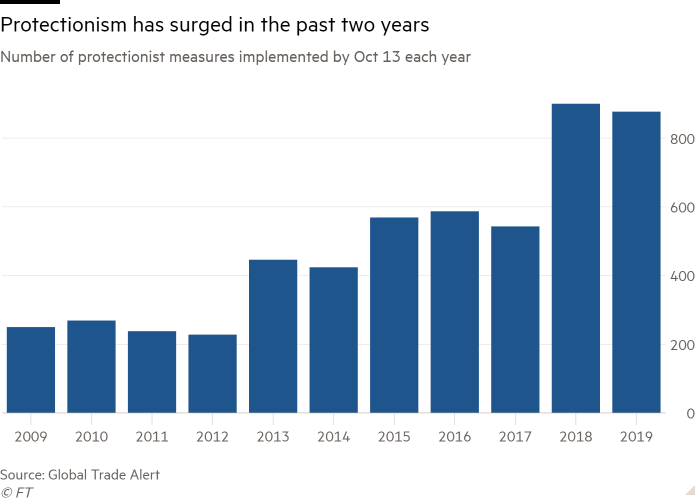 Protectionism has surged in the past two years
Number of protectionist measures implemented by Oct 13 each year
800
600
400
200
0
2009 2010 2011 2012 2013 2014 2015 2016 2017 2018 2019
Source: Global Trade Alert
© FT